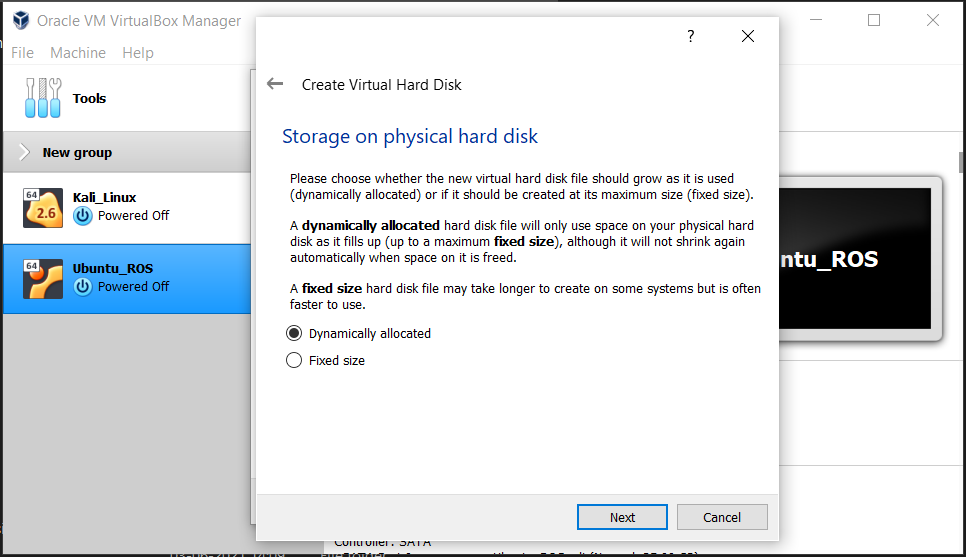 Oracle VM VirtualBox Manager
File Machine Help
Tools
New group
64
2.6
Kali_Linux
Powered Off
64
Ubuntu_ROS
Powered Off
?
Create Virtual Hard Disk
Storage on physical hard disk
Please choose whether the new virtual hard disk file should grow as it is used
(dynamically allocated) or if it should be created at its maximum size (fixed size).
A dynamically allocated hard disk file will only use space on your physical hard
disk as it fills up (up to a maximum fixed size), although it will not shrink again
automatically when space on it is freed.
A fixed size hard disk file may take longer to create on some systems but is often
faster to use.
Dynamically allocated
Fixed size
Next Cancel
ntu_ROS
Controller: SATA